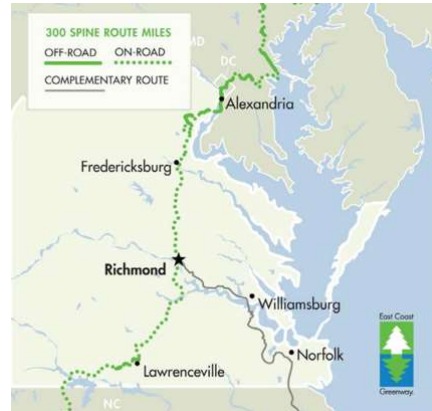 300 SPINE ROUTE MILES
OFF-ROAD ON-ROAD
COMPLEMENTARY ROUTE
MD
DC
Alexandria
Fredericksburg
Richmond
Williamsburg
Norfolk
Lawrenceville
NC
East Coast
Greenway